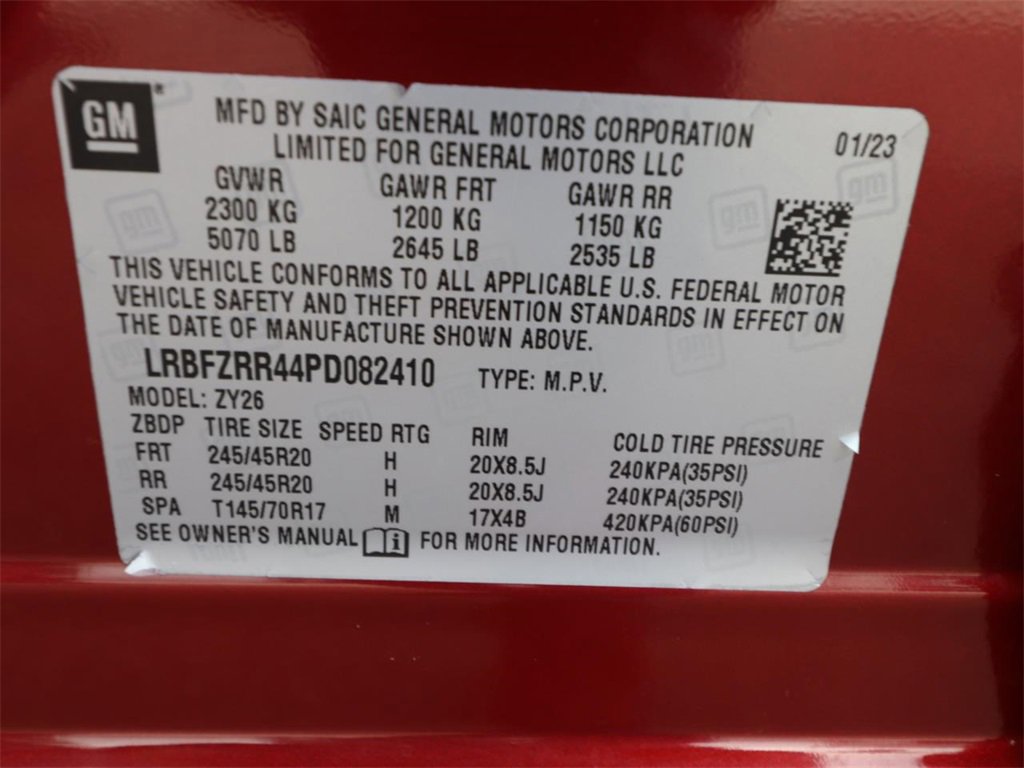 GM
MFD BY SAIC GENERAL MOTORS CORPORATION
LIMITED FOR GENERAL MOTORS LLC
01/23
GVWR GAWR FRT GAWR RR
2300 KG 1200 KG 1150 KG
5070 LB 2645 LB 2535 LB
THIS VEHICLE CONFORMS TO ALL APPLICABLE U.S. FEDERAL MOTOR
VEHICLE SAFETY AND THEFT PREVENTION STANDARDS IN EFFECT ON
THE DATE OF MANUFACTURE SHOWN ABOVE.
LRBFZRR44PD082410 TYPE: M.P.V.
MODEL: ZY26
ZBDP TIRE SIZE SPEED RTG RIM COLD TIRE PRESSURE
FRT 245/45R20 H 20X8.5J 240KPA(35PSI)
RR 245/45R20 H 20X8.5J 240KPA(35PSI)
SPA T145/70R17 M 17X4B 420KPA(60PSI)
SEE OWNER'S MANUAL i FOR MORE INFORMATION.